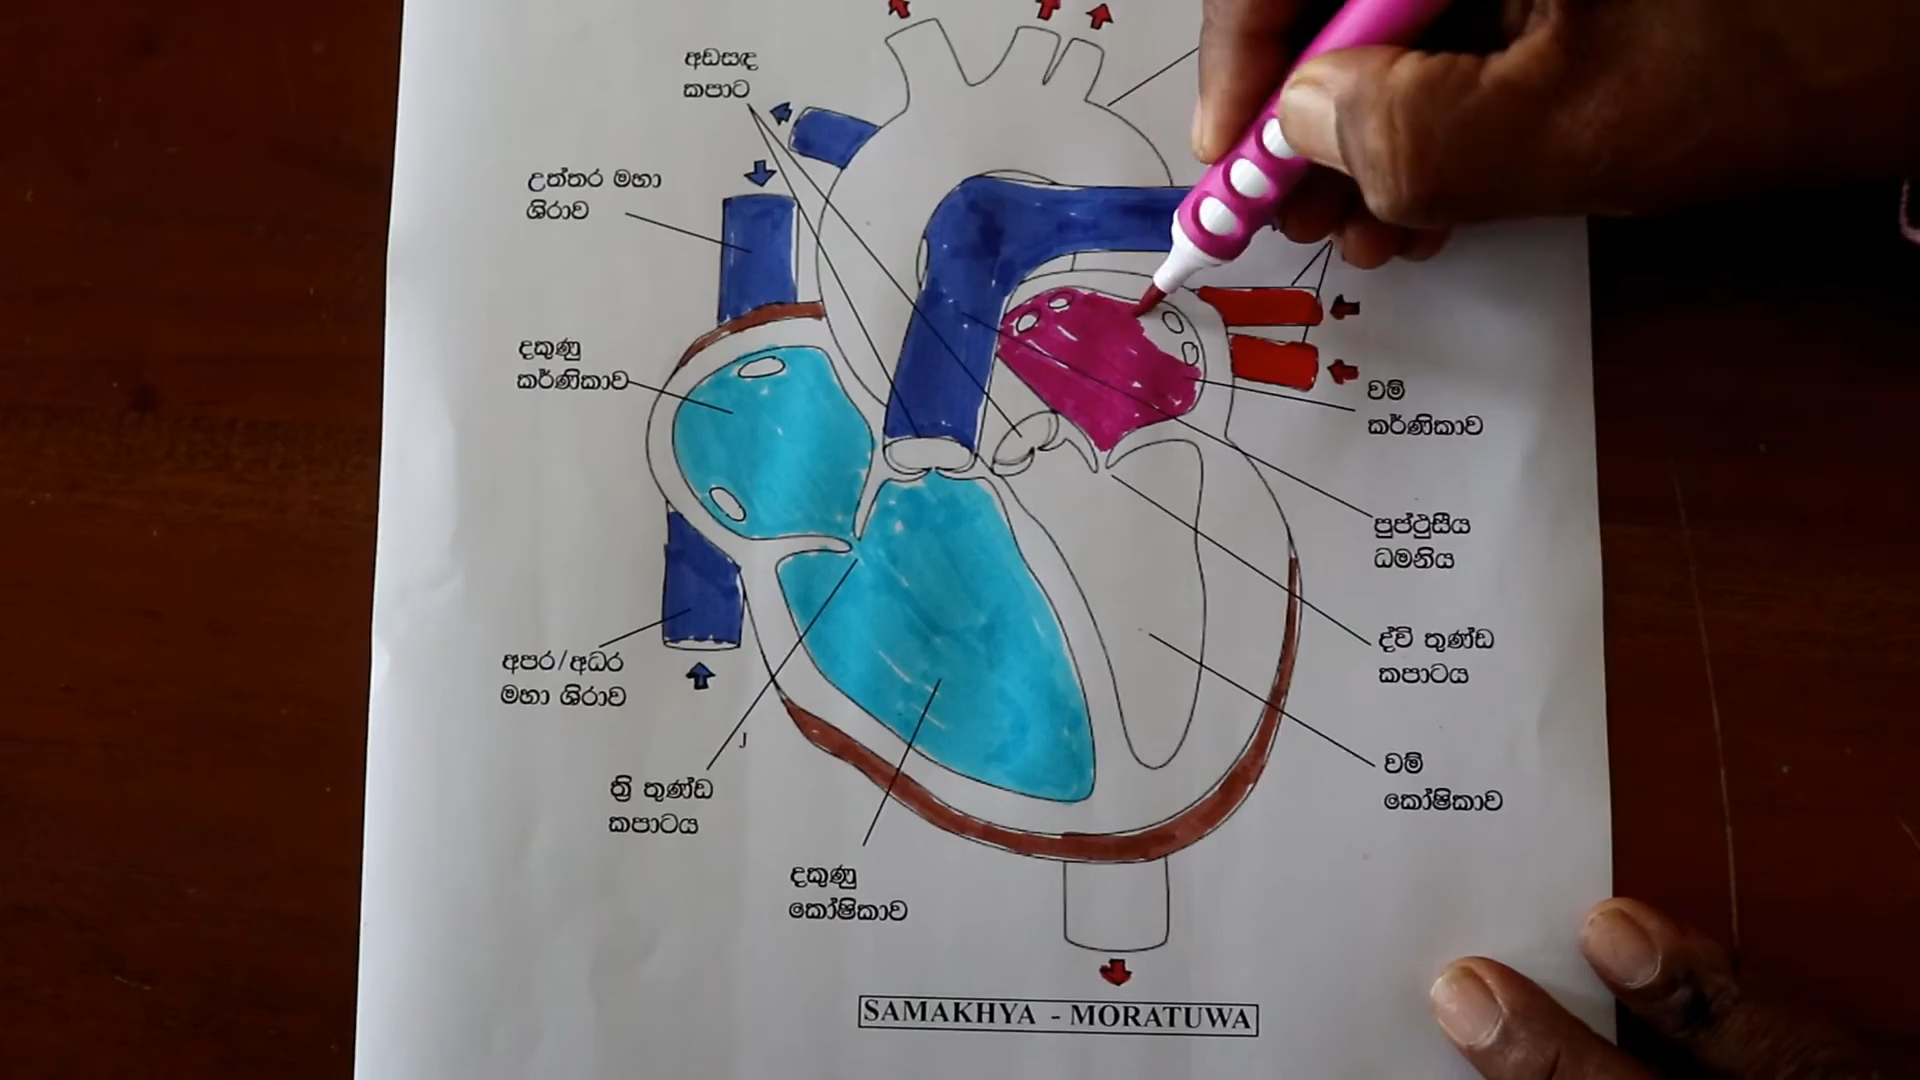 අඩසඳ
කපාට
උත්තර මහා
ශිරාව
දකුණු
කර්ණිකාව
වම්
කර්ණිකාව
පුප්ඵුසීය
ධමනිය
ද්වි තුණ්ඩ
කපාටය
අපර/අධර
මහා ශිරාව
වම්
කෝෂිකාව
ත්‍රි තුණ්ඩ
කපාටය
දකුණු
කෝෂිකාව
SAMAKHYA - MORATUWA